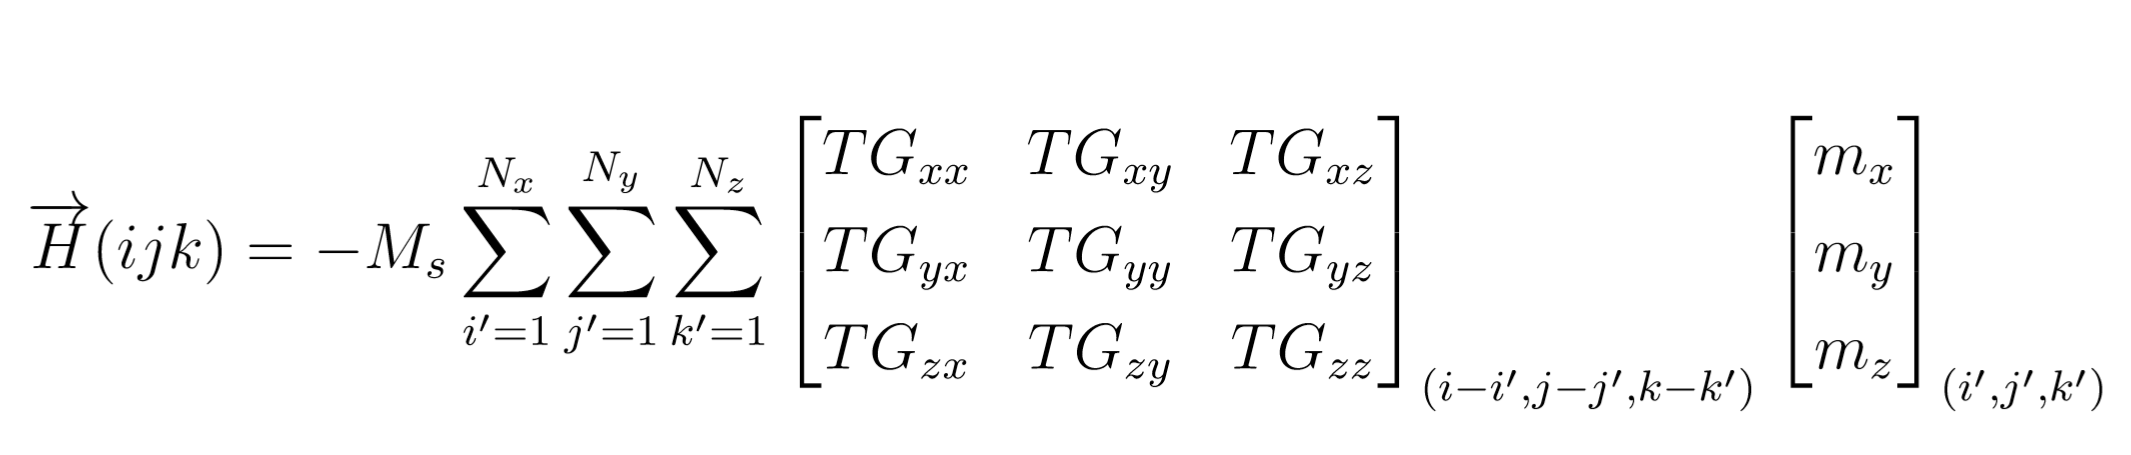 $\overrightarrow{H}(ijk) = -M_s \sum_{i'=1}^{N_x} \sum_{j'=1}^{N_y} \sum_{k'=1}^{N_z} \begin{bmatrix} TG_{xx} & TG_{xy} & TG_{xz} \\ TG_{yx} & TG_{yy} & TG_{yz} \\ TG_{zx} & TG_{zy} & TG_{zz} \end{bmatrix}_{(i-i',j-j',k-k')} \begin{bmatrix} m_x \\ m_y \\ m_z \end{bmatrix}_{(i',j',k')}$